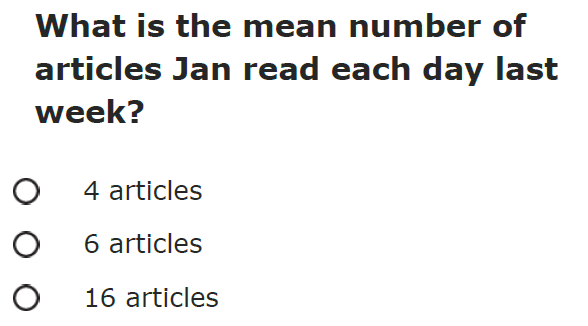 What is the mean number of
articles Jan read each day last
week?
4 articles
6 articles
16 articles